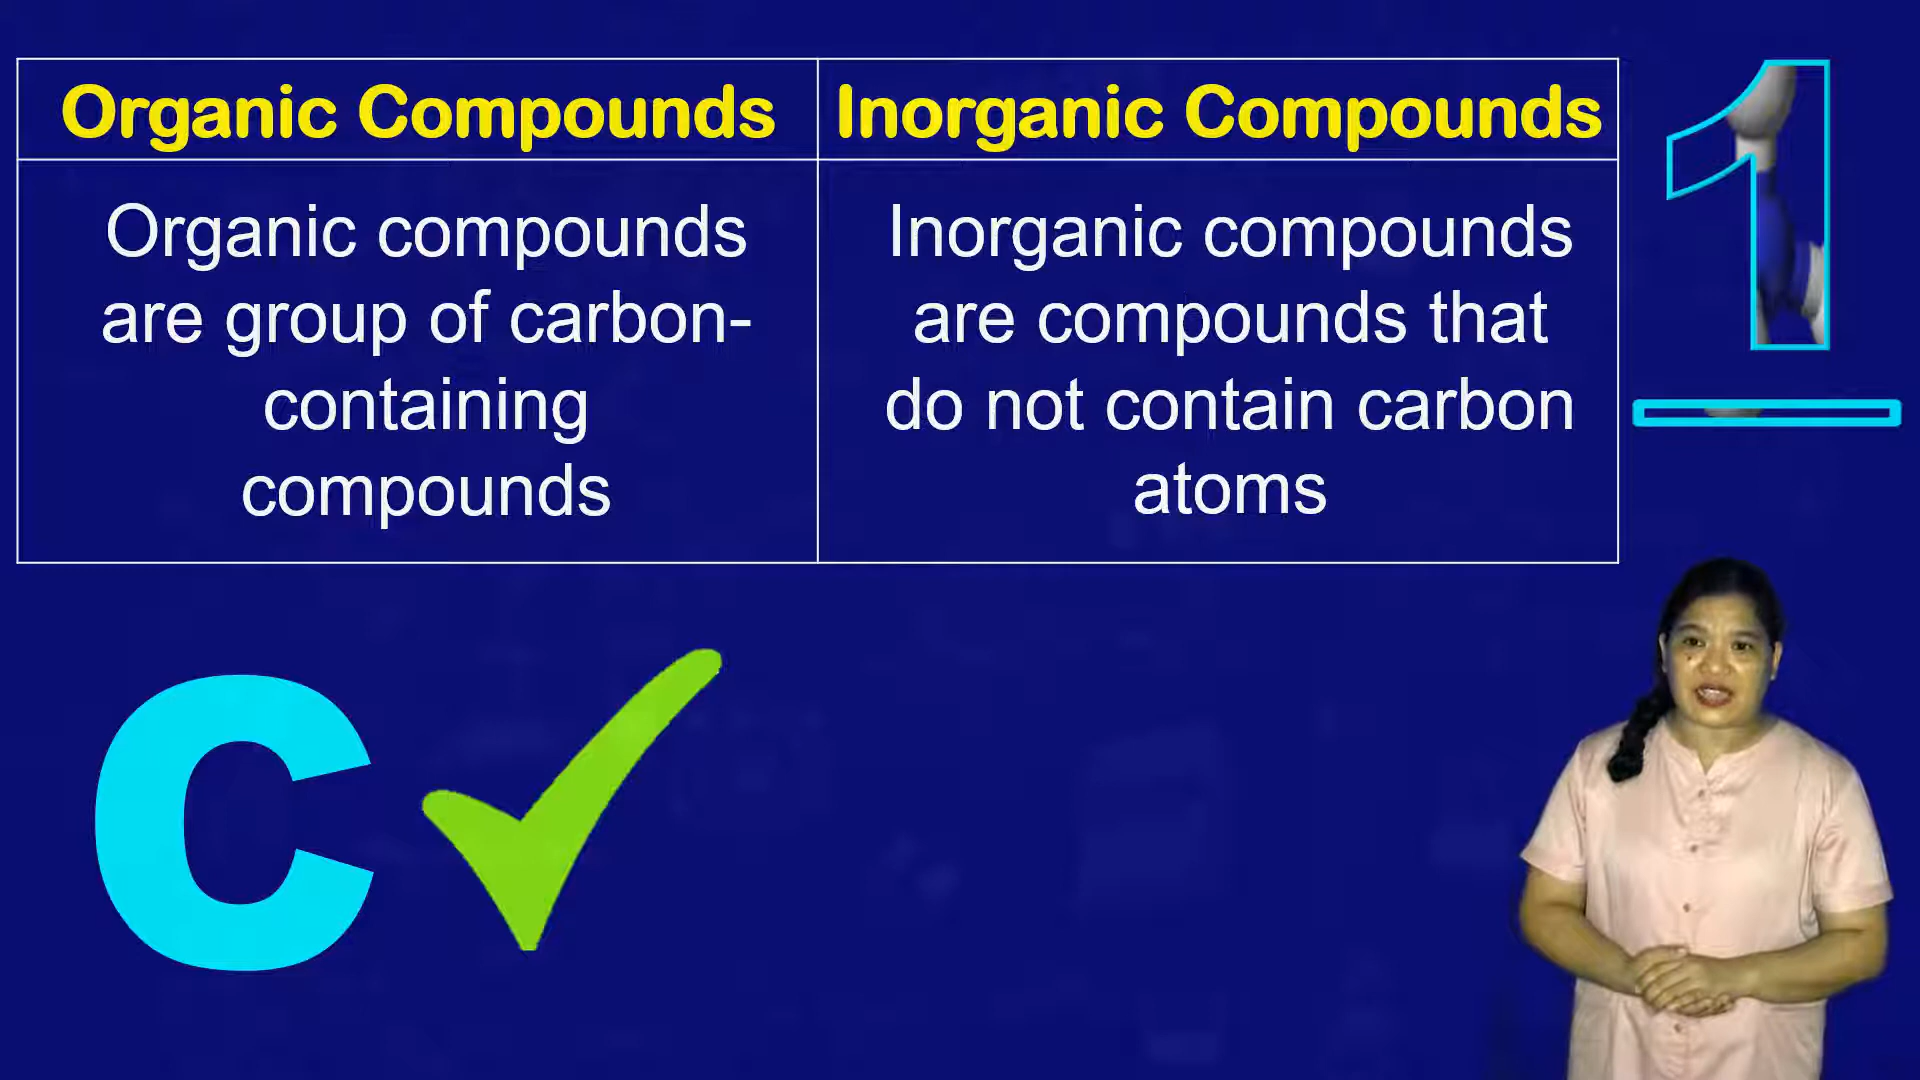 Organic Compounds
Inorganic Compounds
Organic compounds
are group of carbon-
containing
compounds
Inorganic compounds
are compounds that
do not contain carbon
atoms
1
C